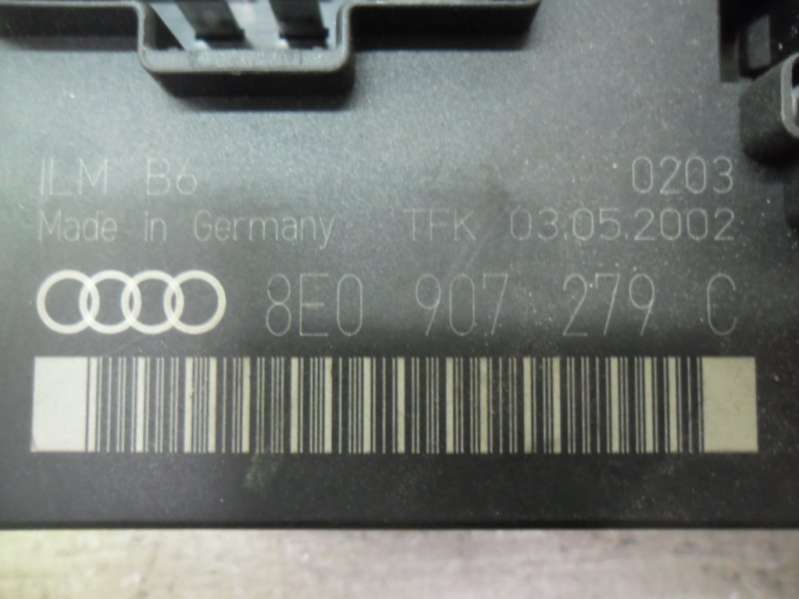 ILM B6 0203
Made in Germany TFK 03.05.2002
8E0 907 279 C